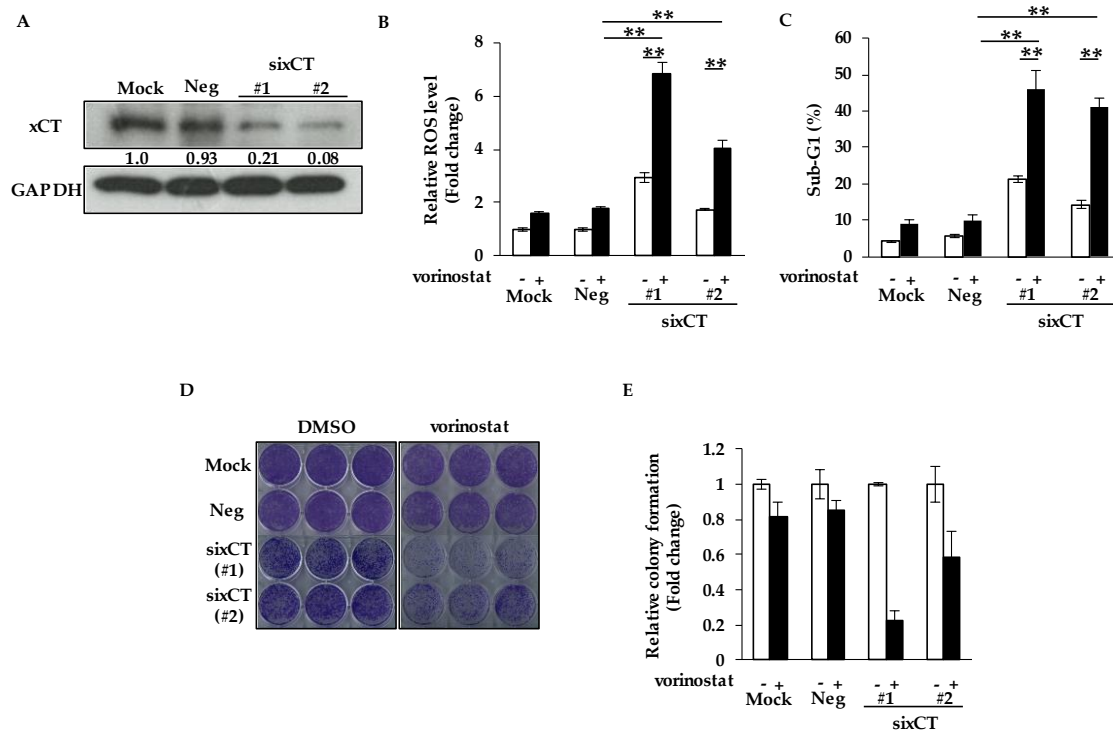 A
Mock Neg sixCT
#1 #2
xCT
1.0 0.93 0.21 0.08
GAPDH
B
Relative ROS level
(Fold change)
8
6
4
2
0
**
**
**
**
vorinostat - + - + - + - +
Mock Neg #1 #2
sixCT
C
Sub-G1 (%)
60
50
40
30
20
10
0
**
**
**
**
vorinostat - + - + - + - +
Mock Neg #1 #2
sixCT
D
DMSO vorinostat
Mock
Neg
sixCT
(#1)
sixCT
(#2)
E
Relative colony formation
(Fold change)
1.2
1
0.8
0.6
0.4
0.2
0
vorinostat - + - + - + - +
Mock Neg #1 #2
sixCT